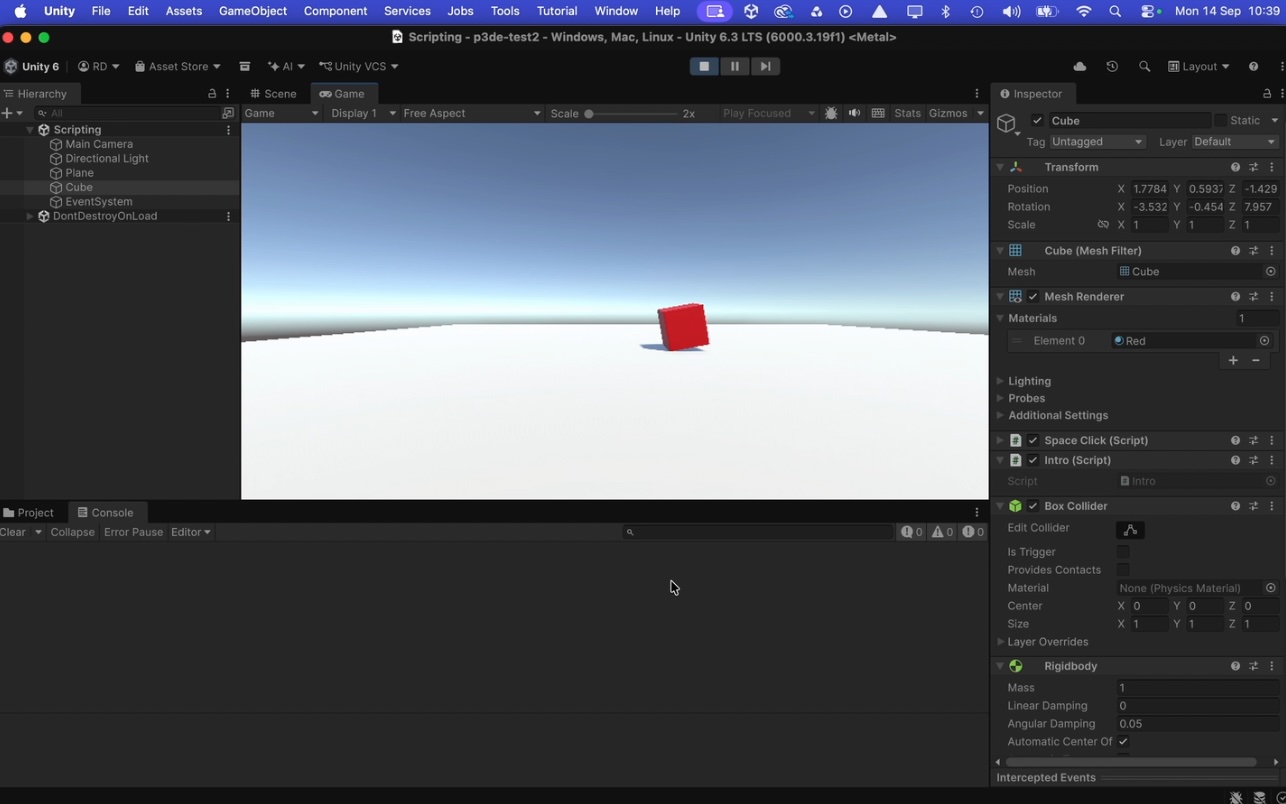 Unity File Edit Assets GameObject Component Services Jobs Tools Tutorial Window Help Mon 14 Sep 10:39
Scripting - p3de-test2 - Windows, Mac, Linux - Unity 6.3 LTS (6000.3.19f1) <Metal>
Unity 6 RD Asset Store AI Unity VCS Layout
Hierarchy Scene Game Inspector
All Game Display 1 Free Aspect Scale 2x Play Focused Stats Gizmos
Cube Static
Scripting
Main Camera
Directional Light
Plane
Cube
EventSystem
DontDestroyOnLoad
Tag Untagged Layer Default
Transform
Position X 1.7784 Y 0.5937 Z -1.429
Rotation X -3.532 Y -0.454 Z 7.957
Scale X 1 Y 1 Z 1
Cube (Mesh Filter)
Mesh Cube
Mesh Renderer
Materials 1
Element 0 Red
Lighting
Probes
Additional Settings
Space Click (Script)
Intro (Script)
Script Intro
Box Collider
Edit Collider
Is Trigger
Provides Contacts
Material None (Physics Material)
Center X 0 Y 0 Z 0
Size X 1 Y 1 Z 1
Layer Overrides
Rigidbody
Mass 1
Linear Damping 0
Angular Damping 0.05
Automatic Center Of
Intercepted Events
Project Console
Clear Collapse Error Pause Editor 0 0 0